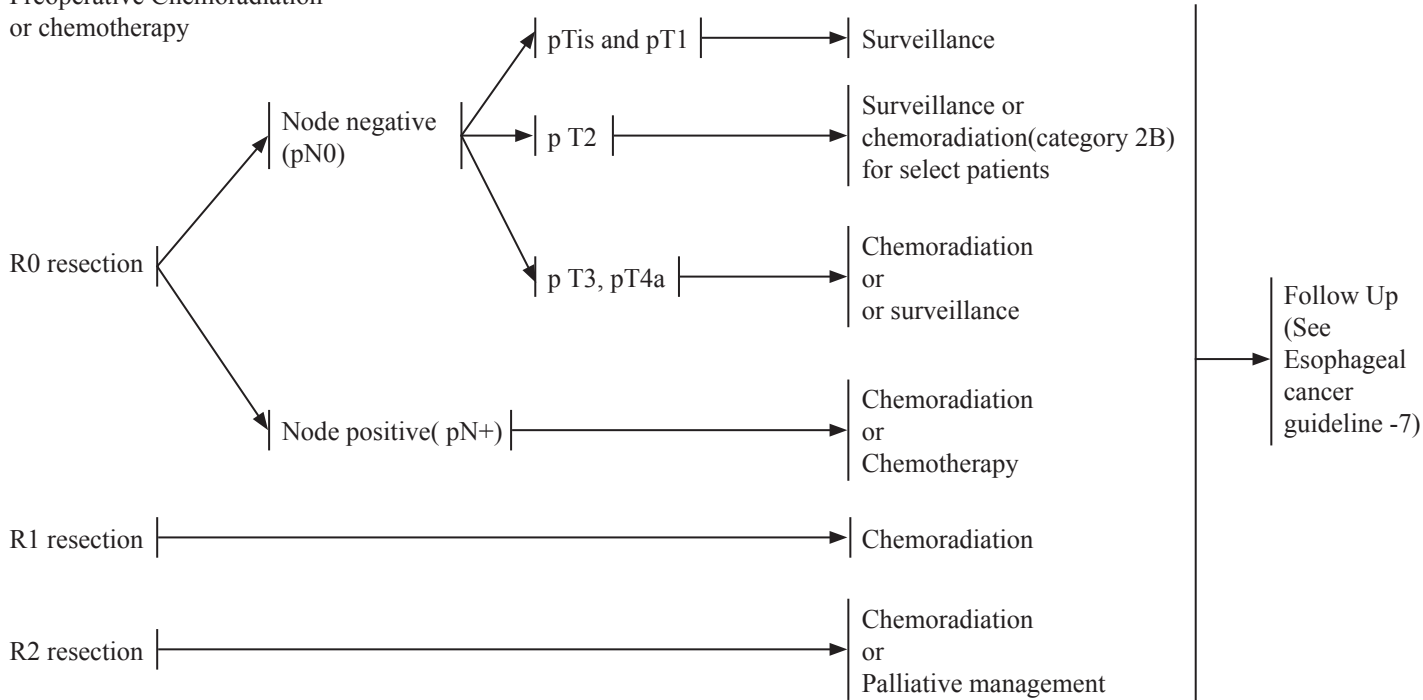 Preoperative Chemoradiation
or chemotherapy
pTis and pT1
Surveillance
Node negative
(pN0)
p T2
Surveillance or
chemoradiation(category 2B)
for select patients
R0 resection
p T3, pT4a
Chemoradiation
or
or surveillance
Node positive( pN+)
Chemoradiation
or
Chemotherapy
R1 resection
Chemoradiation
R2 resection
Chemoradiation
or
Palliative management
Follow Up
(See
Esophageal
cancer
guideline -7)